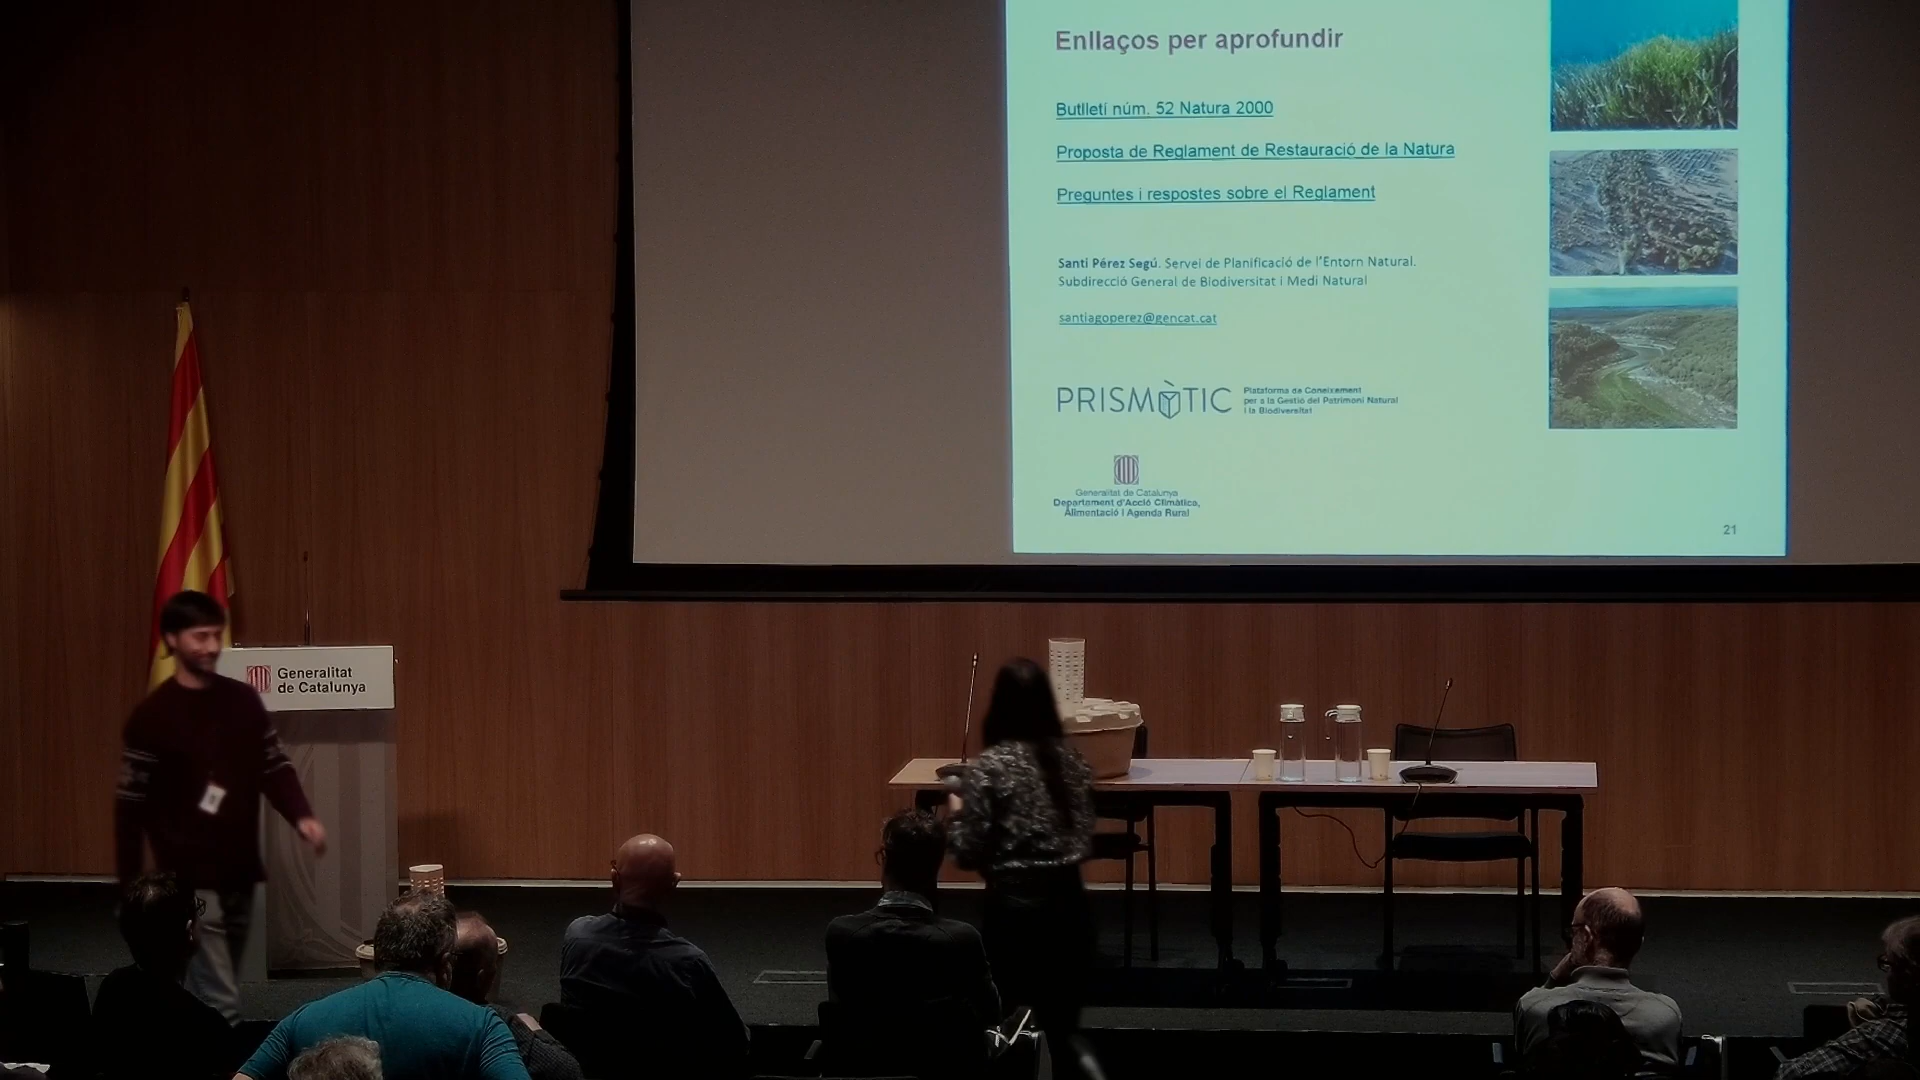 Enllaços per aprofundir
Butlletí núm. 52 Natura 2000
Proposta de Reglament de Restauració de la Natura
Preguntes i respostes sobre el Reglament
Santi Pérez Segú. Servei de Planificació de l'Entorn Natural.
Subdirecció General de Biodiversitat i Medi Natural
santiagoperez@gencat.cat
PRISMÀTIC
Plataforma de Coneixement
per a la Gestió del Patrimoni Natural
i la Biodiversitat
Generalitat de Catalunya
Departament d'Acció Climàtica,
Alimentació i Agenda Rural
21
Generalitat
de Catalunya